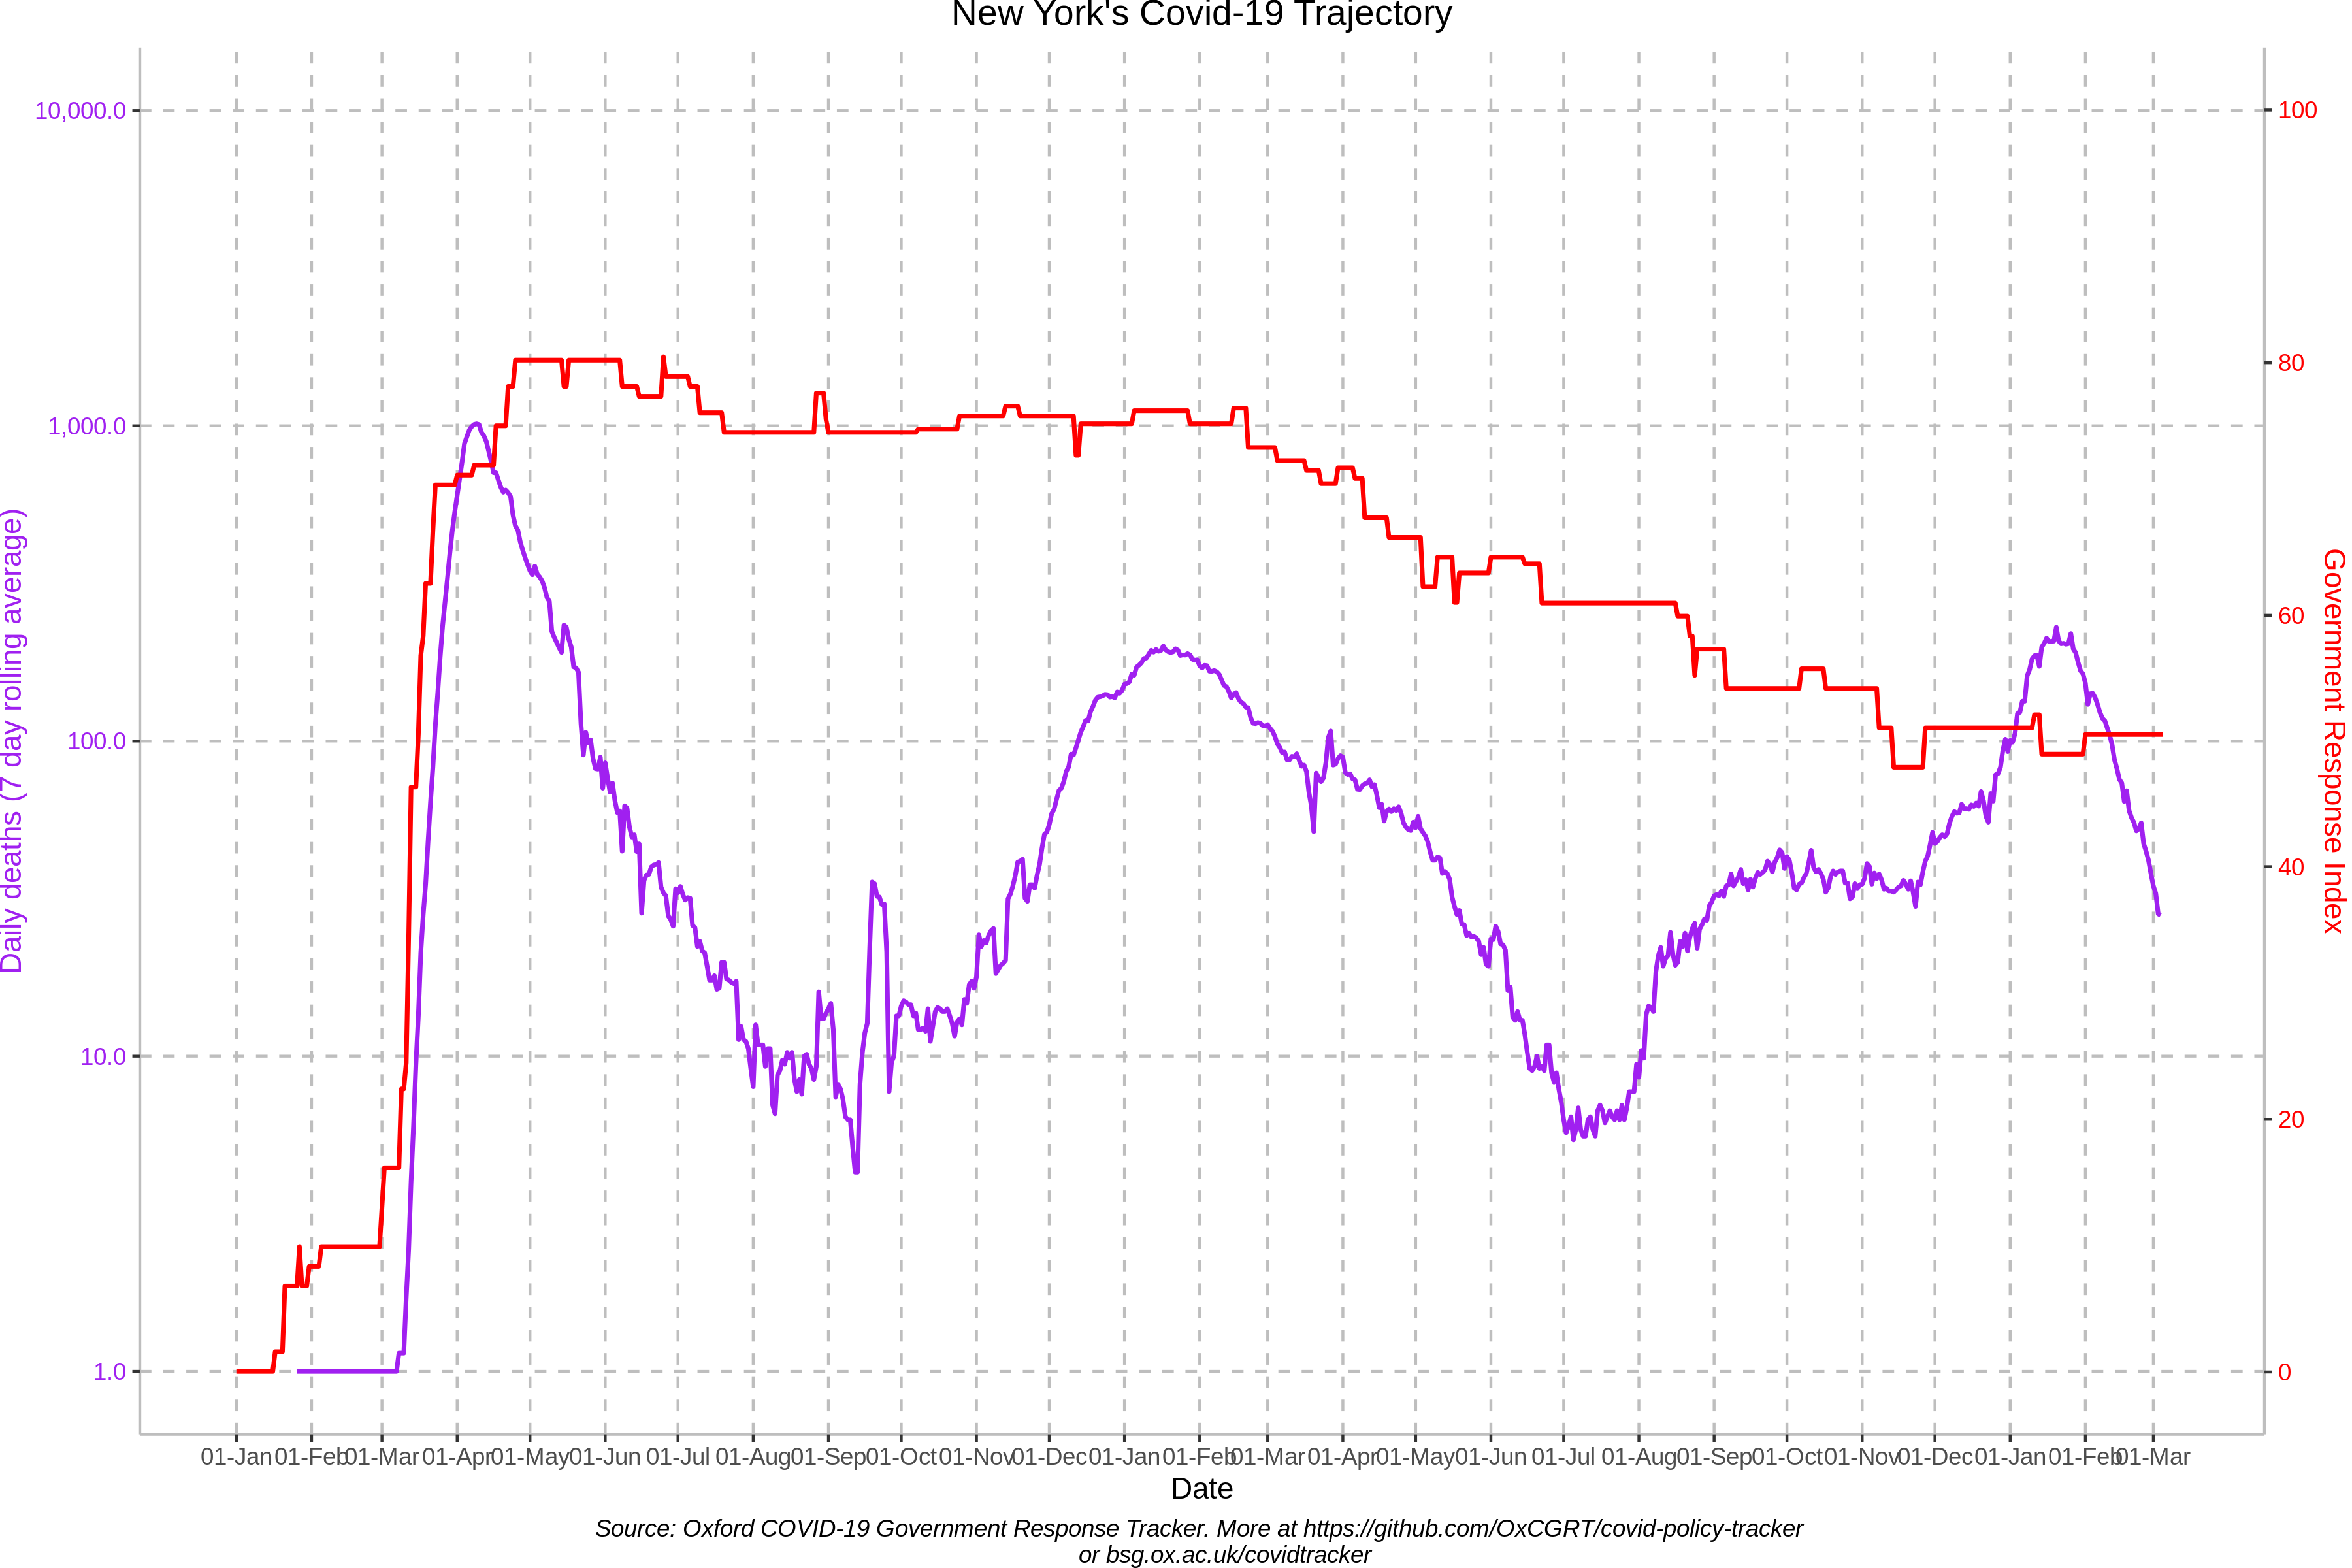 New York's Covid-19 Trajectory
10,000.0
1,000.0
100.0
10.0
1.0
Daily deaths (7 day rolling average)
100
80
60
40
20
0
Government Response Index
01-Jan 01-Feb 01-Mar 01-Apr 01-May 01-Jun 01-Jul 01-Aug 01-Sep 01-Oct 01-Nov 01-Dec 01-Jan 01-Feb 01-Mar 01-Apr 01-May 01-Jun 01-Jul 01-Aug 01-Sep 01-Oct 01-Nov 01-Dec 01-Jan 01-Feb 01-Mar
Date
Source: Oxford COVID-19 Government Response Tracker. More at https://github.com/OxCGRT/covid-policy-tracker
or bsg.ox.ac.uk/covidtracker